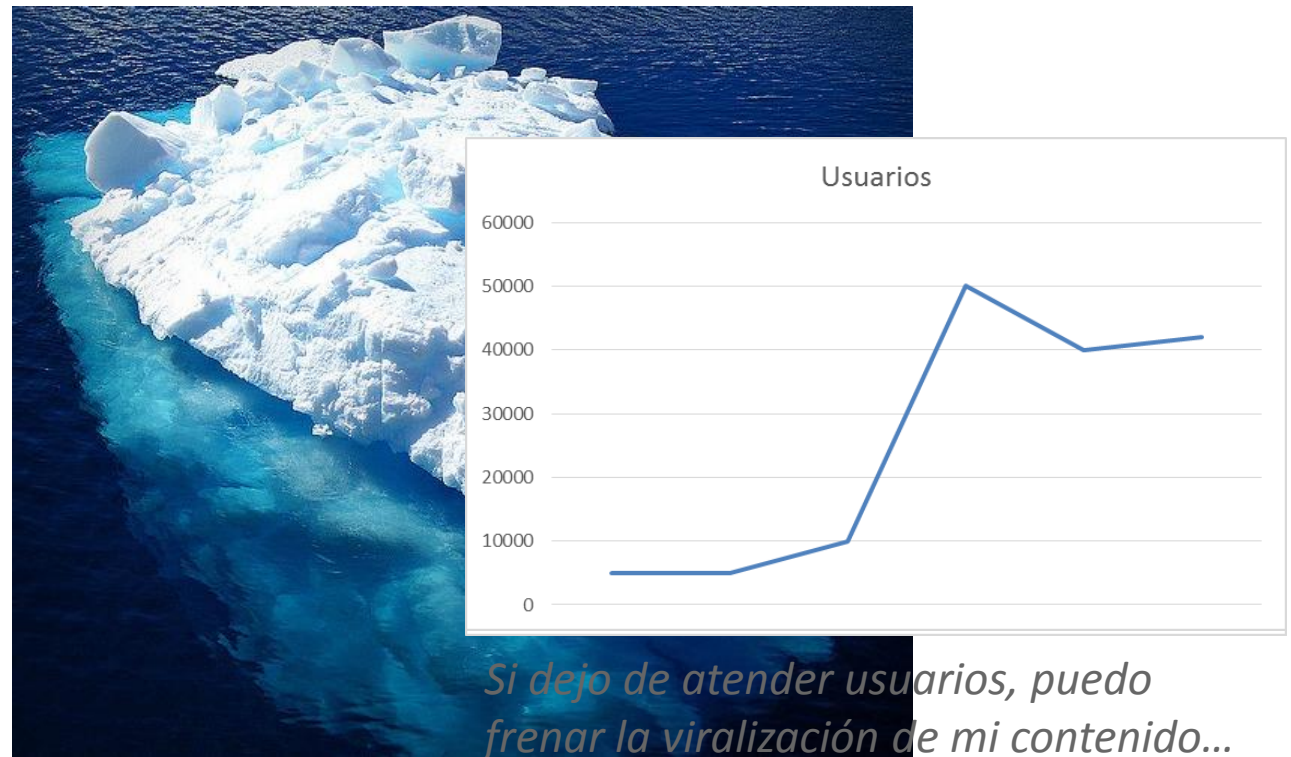 Usuarios
60000
50000
40000
30000
20000
10000
0
Si dejo de atender usuarios, puedo
frenar la viralización de mi contenido...